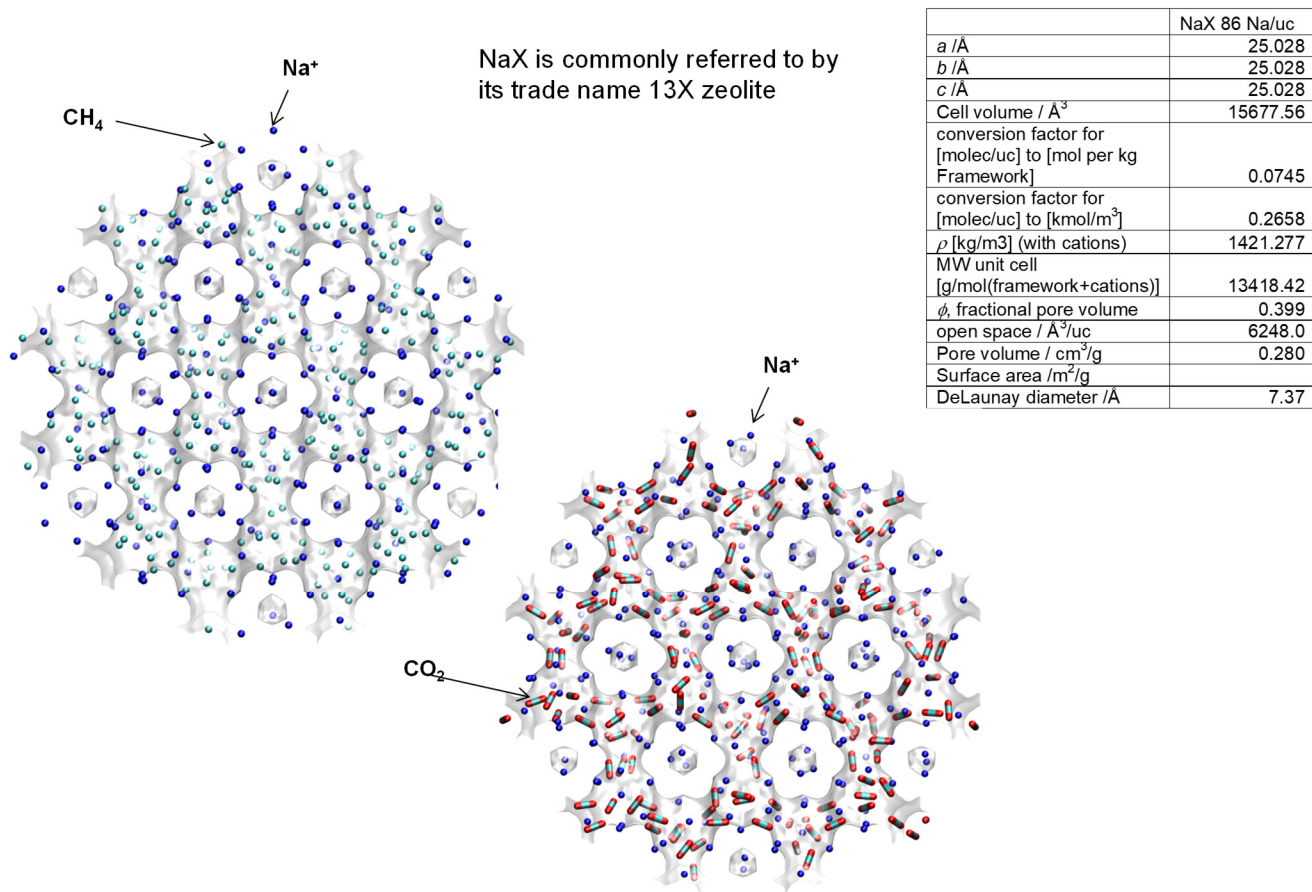 NaX is commonly referred to by
its trade name 13X zeolite
Na⁺
CH₄
NaX 86 Na/uc
a /Å 25.028
b /Å 25.028
c /Å 25.028
Cell volume / Å³ 15677.56
conversion factor for
[molec/uc] to [mol per kg
Framework] 0.0745
conversion factor for
[molec/uc] to [kmol/m³] 0.2658
ρ [kg/m3] (with cations) 1421.277
MW unit cell
[g/mol(framework+cations)] 13418.42
ϕ, fractional pore volume 0.399
open space / Å³/uc 6248.0
Pore volume / cm³/g 0.280
Surface area /m²/g
DeLaunay diameter /Å 7.37
Na⁺
CO₂